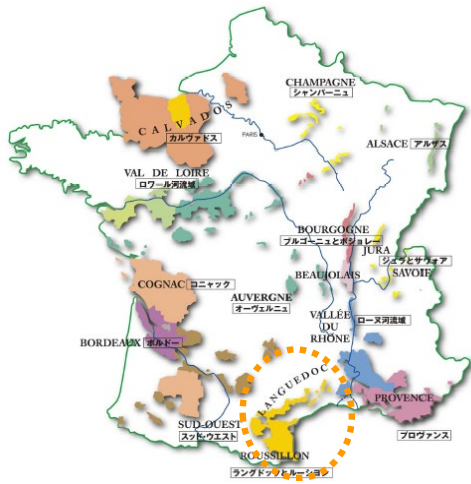 CHAMPAGNE
シャンパーニュ
CALVADOS
カルヴァドス
PARIS
ALSACE アルザス
VAL DE LOIRE
ロワール河流域
BOURGOGNE
ブルゴーニュとボジョレー
JURA
ジュラとサヴォア
SAVOIE
BEAUJOLAIS
COGNAC コニャック
AUVERGNE
オーヴェルニュ
VALLÉE
DU
RHÔNE
ローヌ河流域
BORDEAUX ボルドー
LANGUEDOC
PROVENCE
プロヴァンス
SUD-OUEST
スッド・ウエスト
ROUSSILLON
ラングドックとルーション